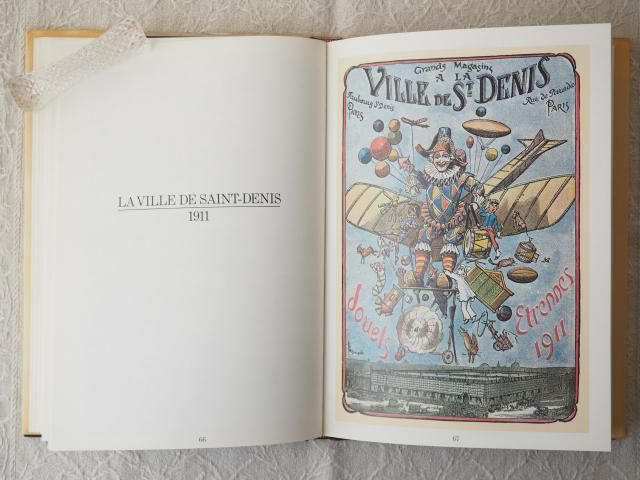 LA VILLE DE SAINT-DENIS
1911
66
Grands Magasins
A LA
VILLE DE ST DENIS
Faubourg St Denis
PARIS
Rue de Paradis
PARIS
Jouets
Etrennes
1911
67